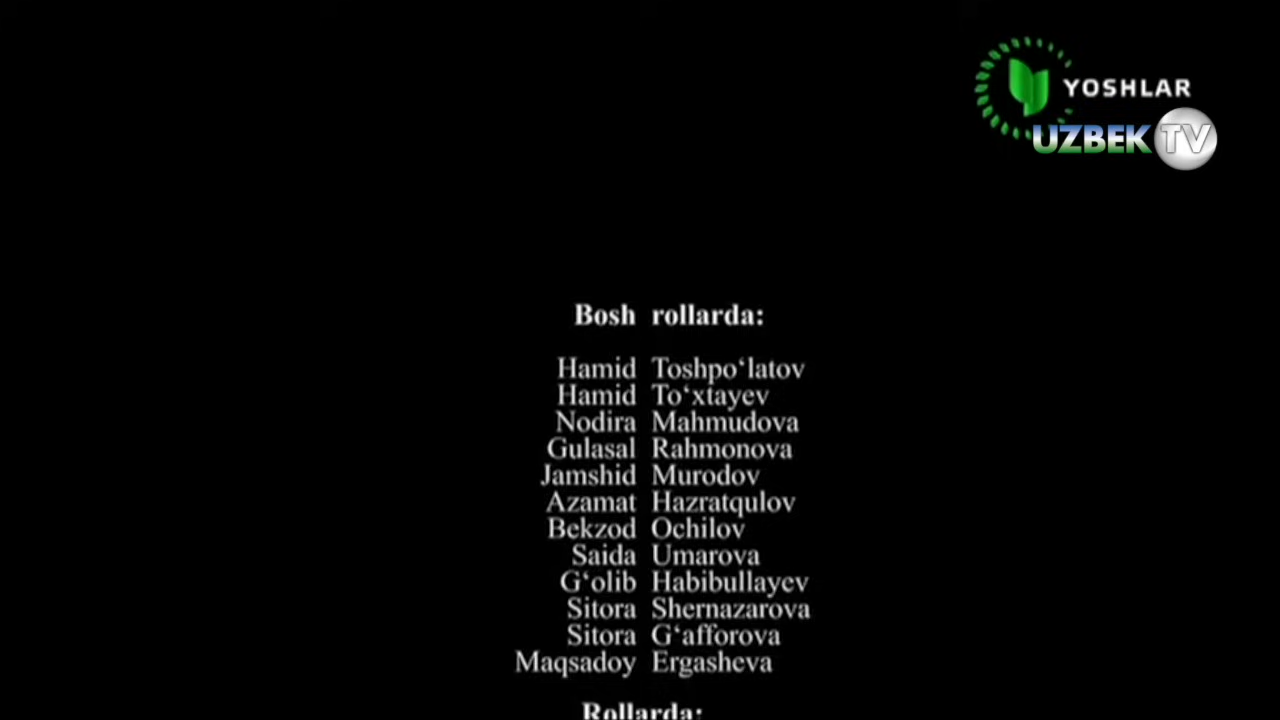 YOSHLAR
UZBEK TV
Bosh rollarda:
Hamid Toshpo‘latov
Hamid To‘xtayev
Nodira Mahmudova
Gulasal Rahmonova
Jamshid Murodov
Azamat Hazratqulov
Bekzod Ochilov
Saida Umarova
G‘olib Habibullayev
Sitora Shernazarova
Sitora G‘afforova
Maqsadoy Ergasheva
Rollarda: